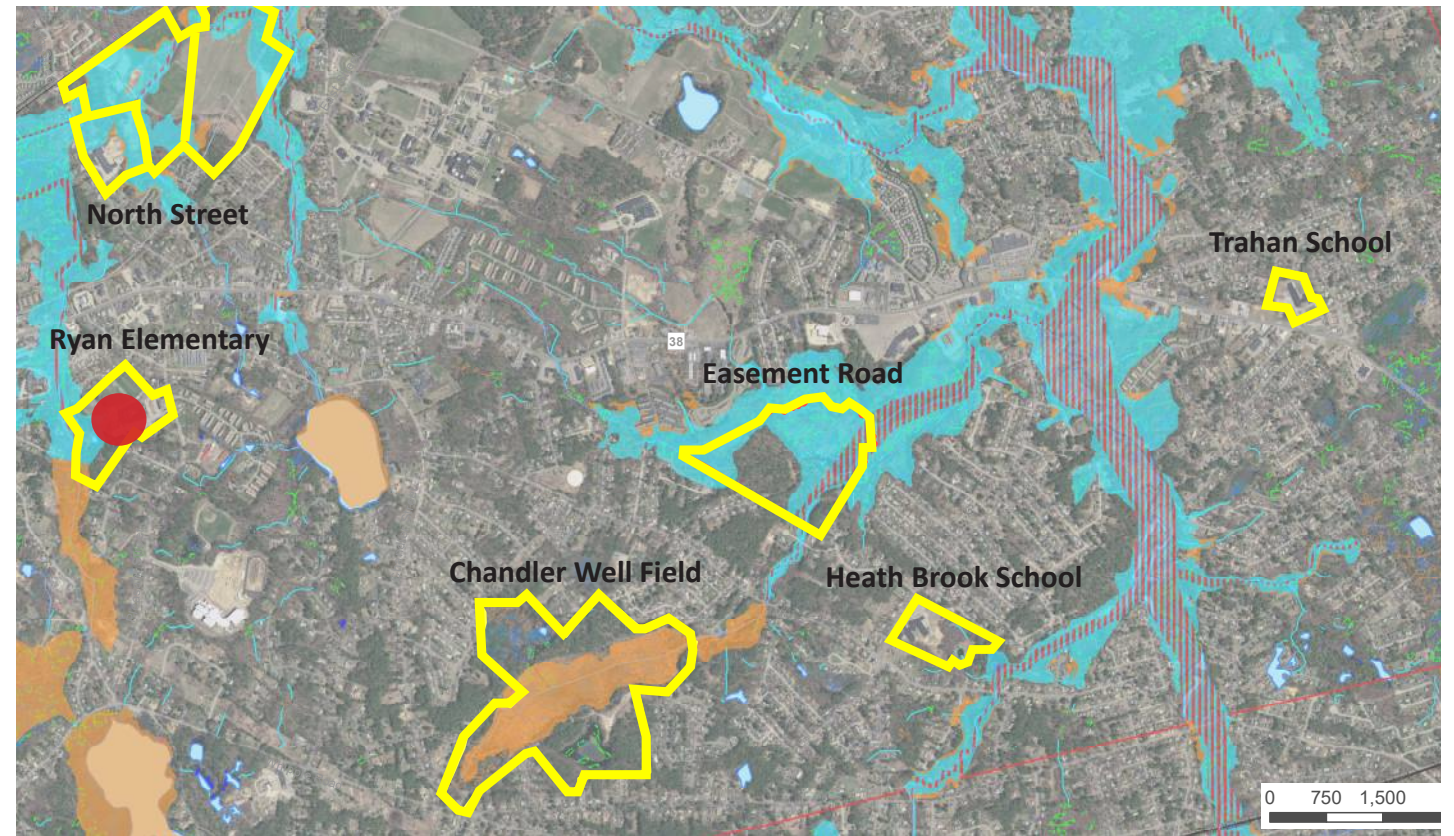 North Street
Trahan School
Ryan Elementary
38
Easement Road
Chandler Well Field
Heath Brook School
0 750 1,500